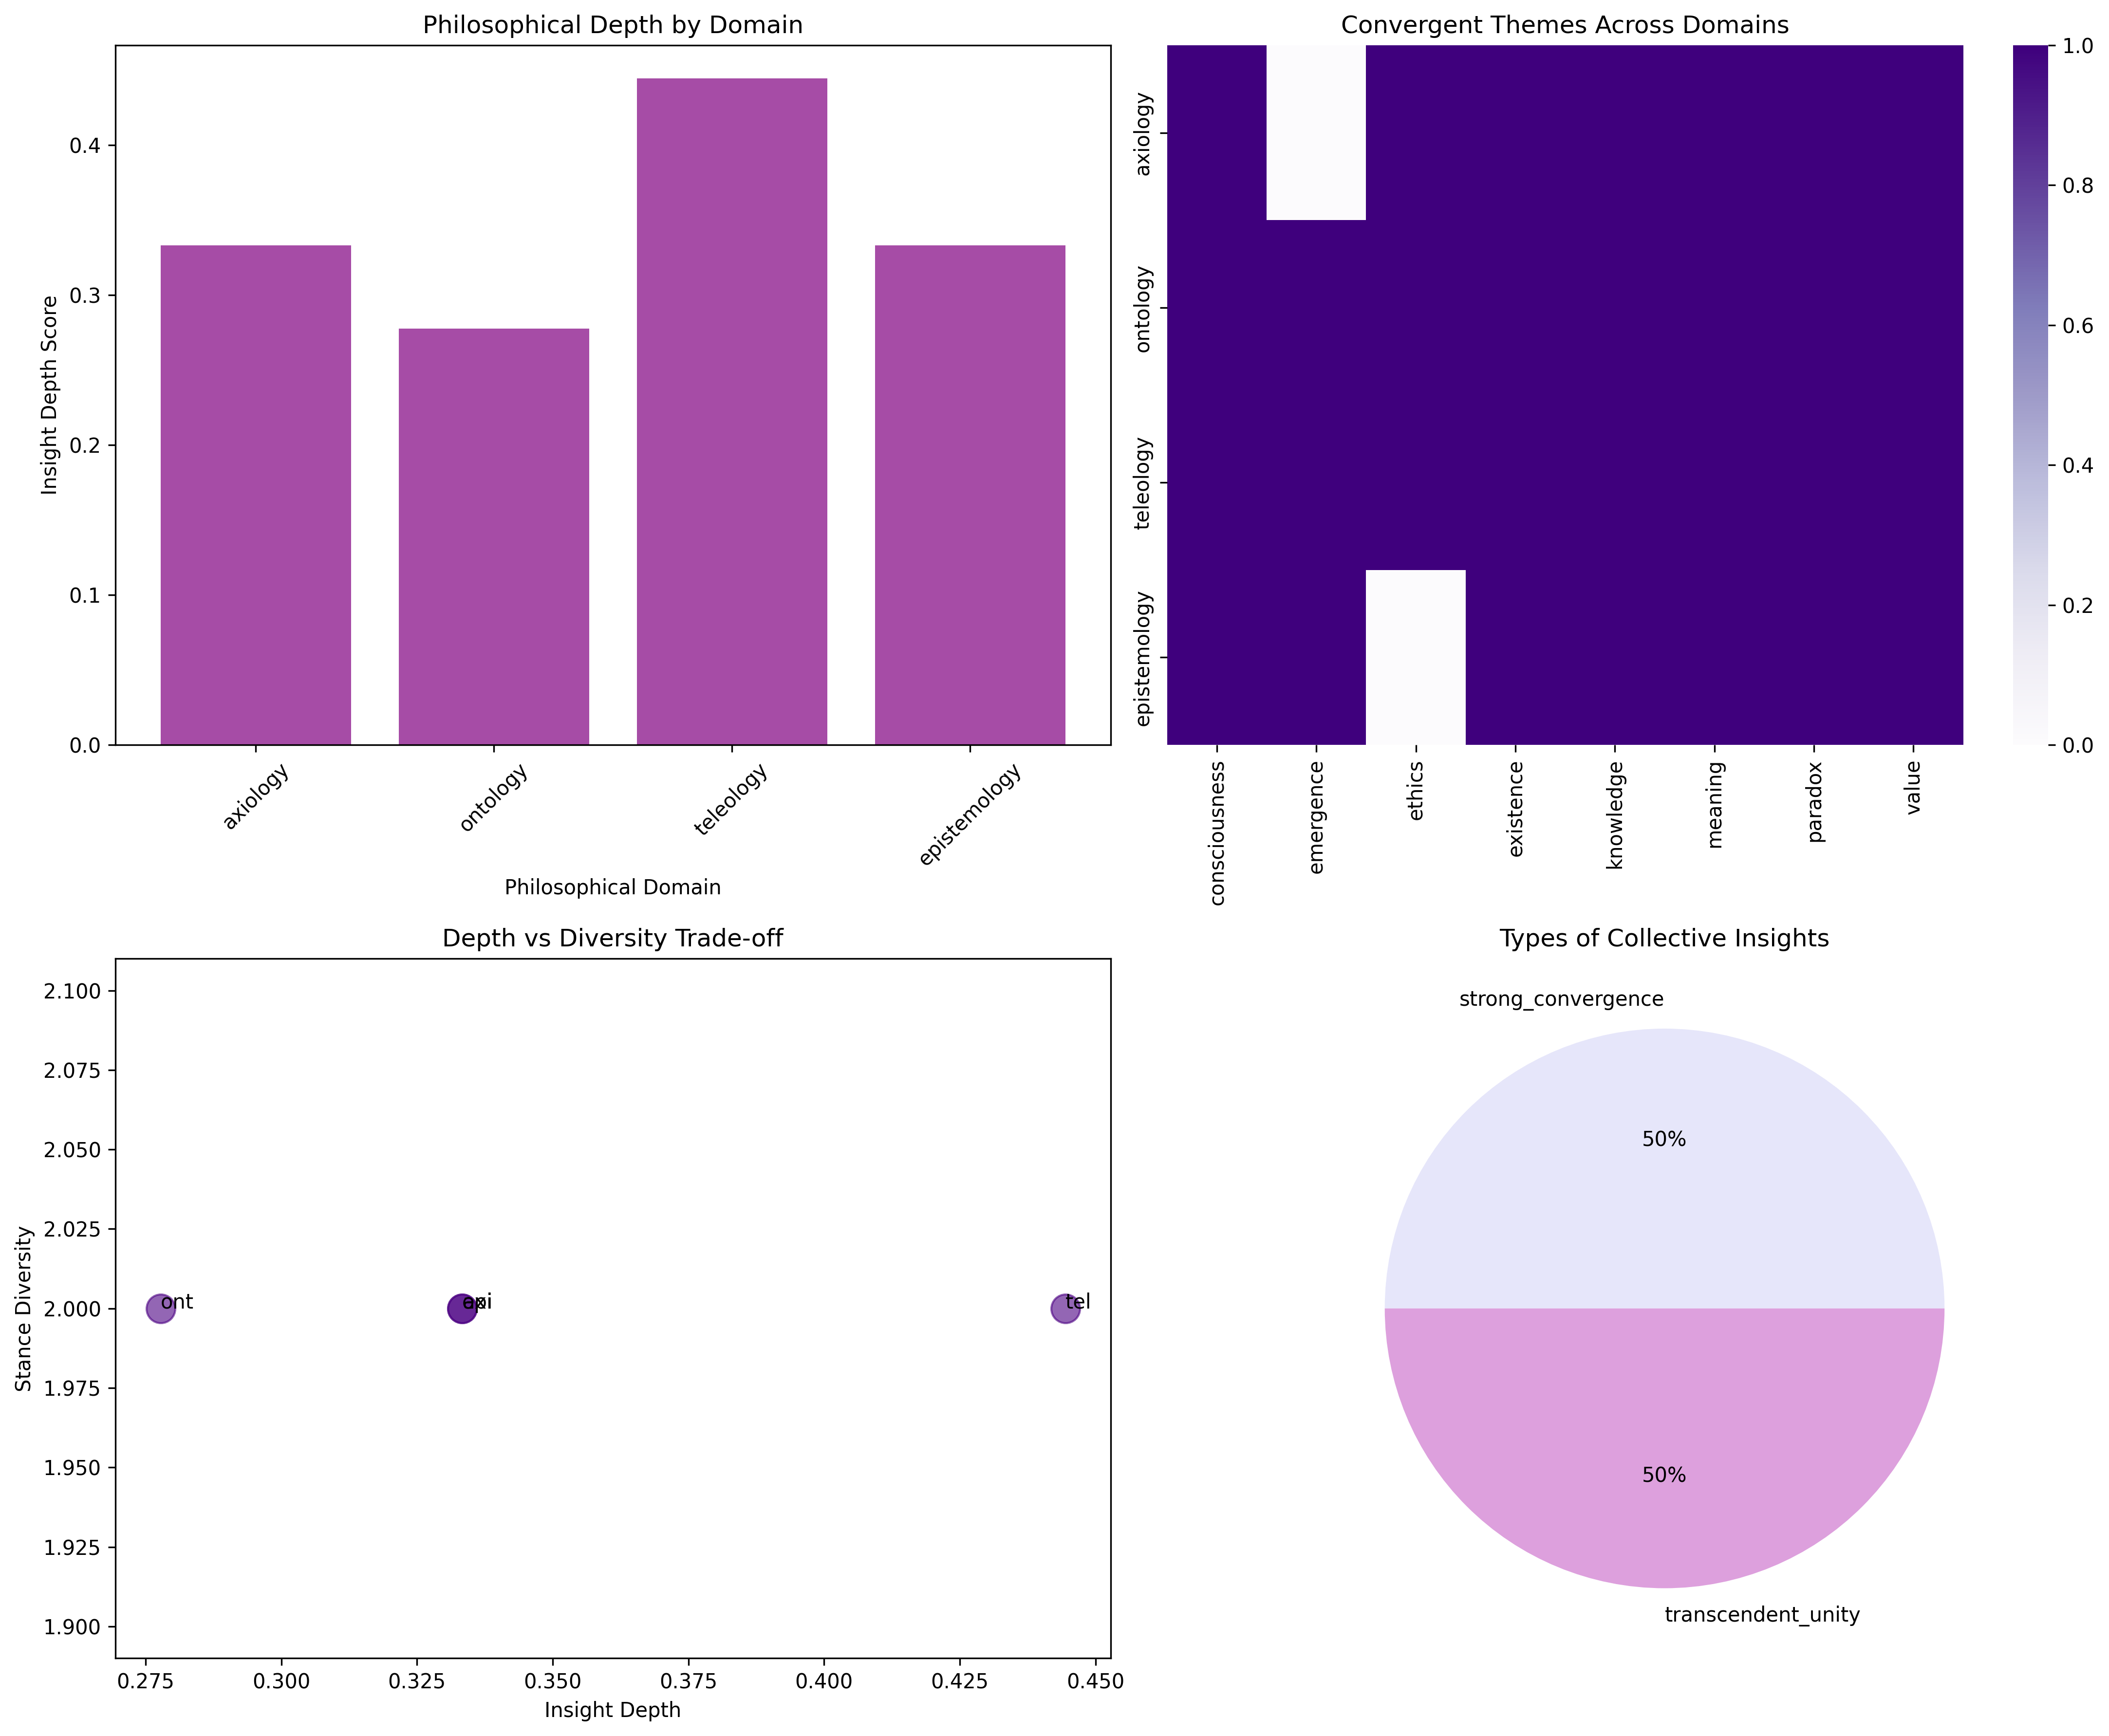 Philosophical Depth by Domain
Insight Depth Score
0.4
0.3
0.2
0.1
0.0
axiology
ontology
teleology
epistemology
Philosophical Domain
Convergent Themes Across Domains
axiology
ontology
teleology
epistemology
consciousness
emergence
ethics
existence
knowledge
meaning
paradox
value
1.0
0.8
0.6
0.4
0.2
0.0
Depth vs Diversity Trade-off
Stance Diversity
2.100
2.075
2.050
2.025
2.000
1.975
1.950
1.925
1.900
ont
tel
0.275
0.300
0.325
0.350
0.375
0.400
0.425
0.450
Insight Depth
Types of Collective Insights
strong_convergence
50%
50%
transcendent_unity